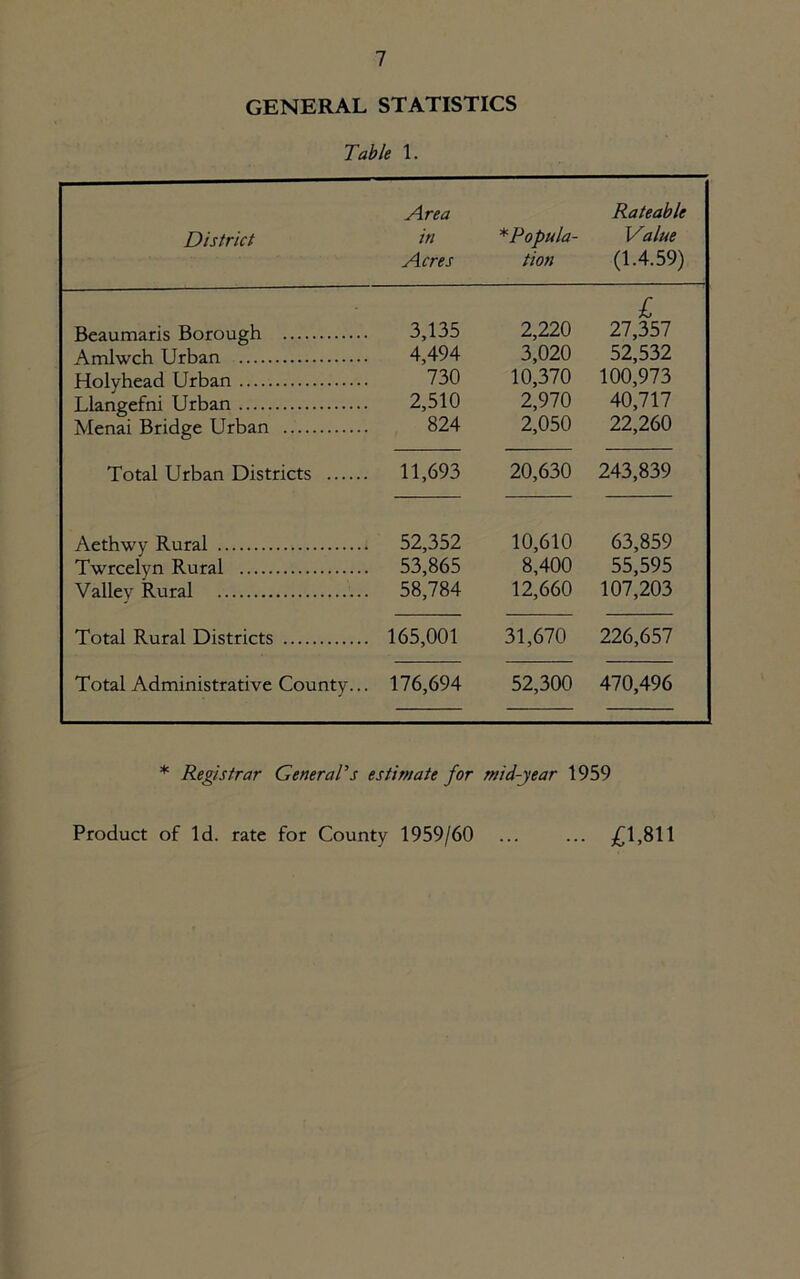 7
GENERAL STATISTICS
Table 1.
District Area in Acres *Popula- tion Rateable Value (1.4.59)
£
Beaumaris Borough ............ 3,135 2,220 27,357
Amlwch Urban ................... 4,494 3,020 52,532
Holyhead Urban ................... 730 10,370 100,973
Llangefni Urban ................... 2,510 2,970 40,717
Menai Bridge Urban ............ 824 2,050 22,260
Total Urban Districts ...... 11,693 20,630 243,839
Aethwy Rural ...................... 52,352 10,610 63,859
Twrcelyn Rural ................... 53,865 8,400 55,595
Valley Rural ...................... 58,784 12,660 107,203
Total Rural Districts ............ 165,001 31,670 226,657
Total Administrative County... 176,694 52,300 470,496
* Registrar General's estimate for mid-year 1959
Product of 1d. rate for County 1959/60 ... ... £1,811